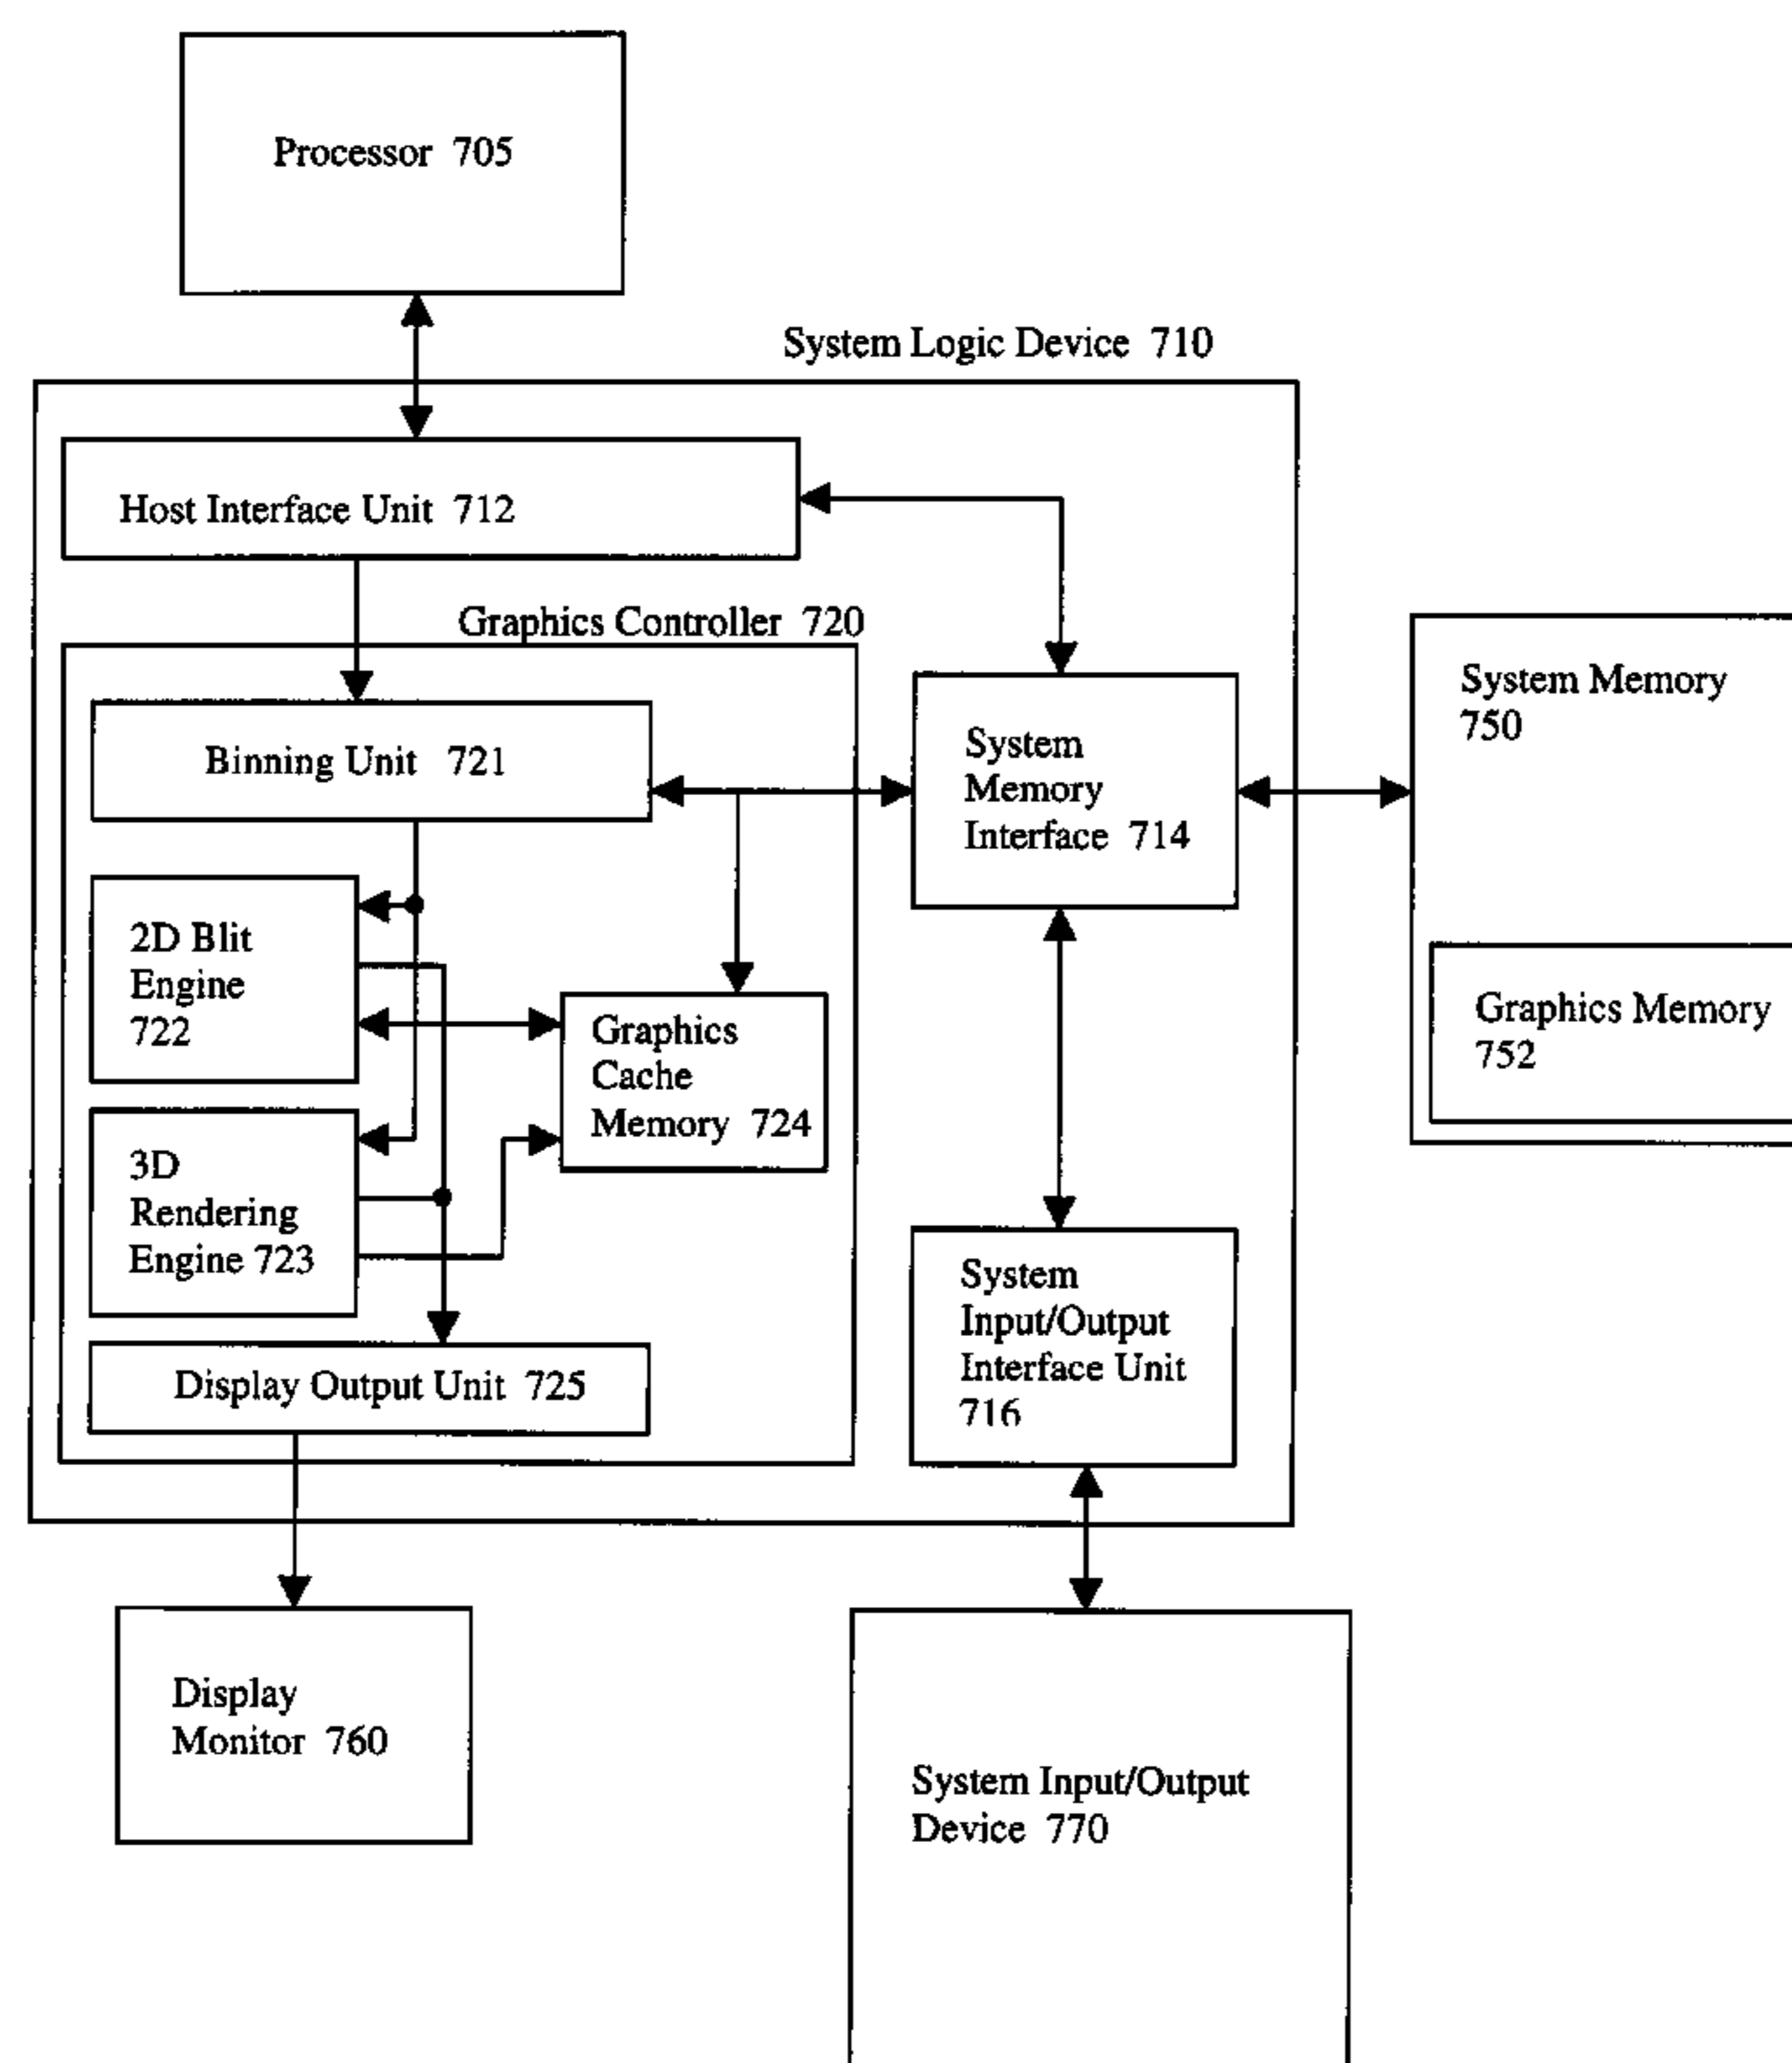 Processor 705
System Logic Device 710
Host Interface Unit 712
Graphics Controller 720
Binning Unit 721
System
Memory
Interface 714
System Memory
750
2D Blit
Engine
722
Graphics
Cache
Memory 724
Graphics Memory
752
3D
Rendering
Engine 723
System
Input/Output
Interface Unit
716
Display Output Unit 725
Display
Monitor 760
System Input/Output
Device 770